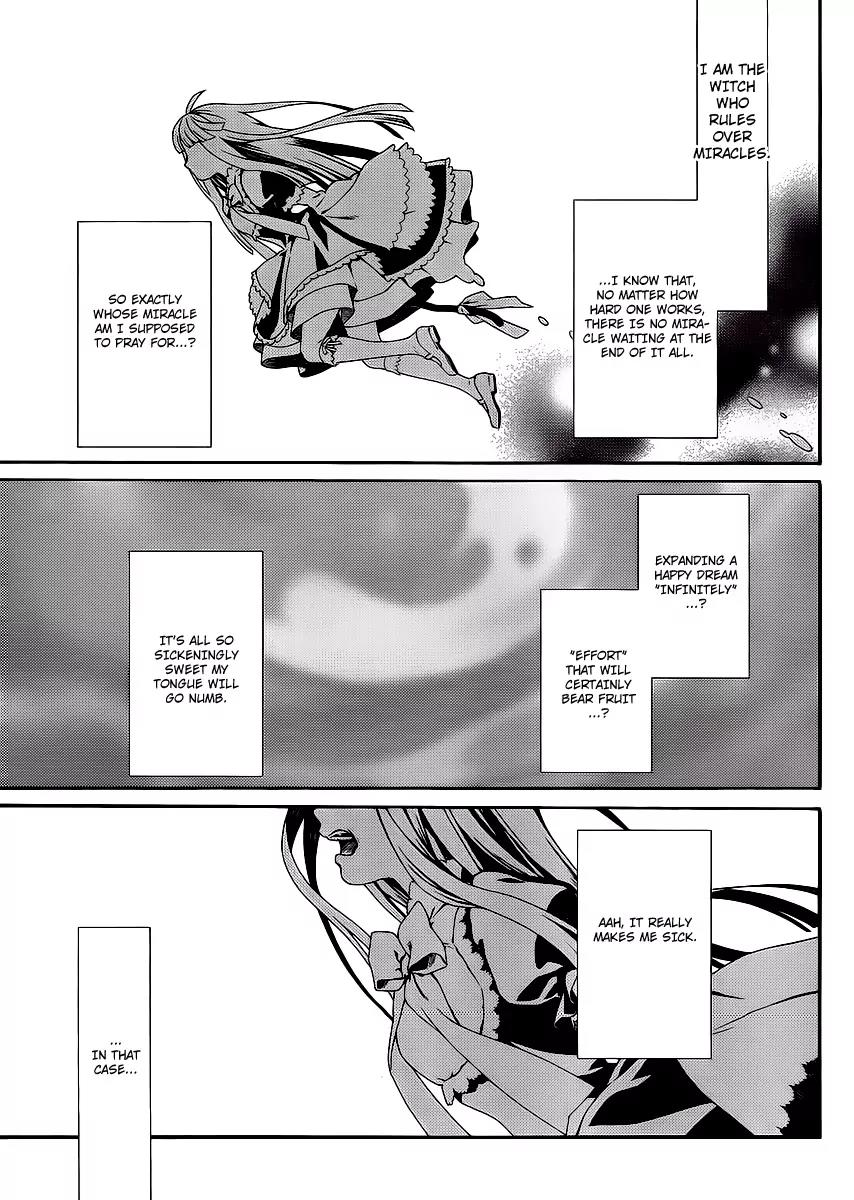 I AM THE
WITCH
WHO
RULES
OVER
MIRACLES.
...I KNOW THAT,
NO MATTER HOW
HARD ONE WORKS,
THERE IS NO MIRA-
CLE WAITING AT THE
END OF IT ALL.
SO EXACTLY
WHOSE MIRACLE
AM I SUPPOSED
TO PRAY FOR...?
EXPANDING A
HAPPY DREAM
"INFINITELY"
...?
"EFFORT"
THAT WILL
CERTAINLY
BEAR FRUIT
...?
IT'S ALL SO
SICKENINGLY
SWEET MY
TONGUE WILL
GO NUMB.
AAH, IT REALLY
MAKES ME SICK.
...
IN THAT
CASE...